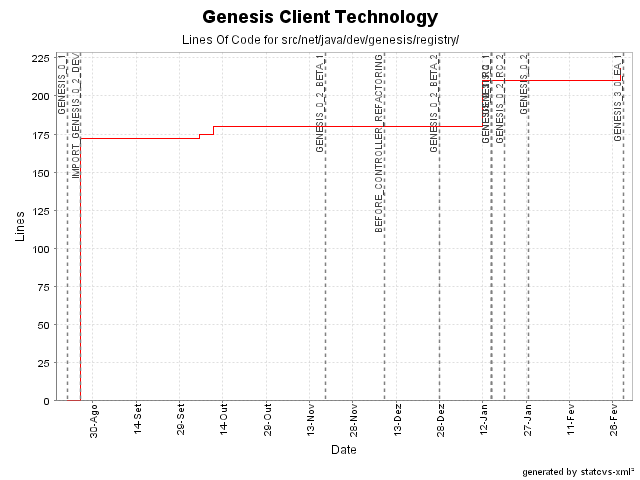 Genesis Client Technology
Lines Of Code for src/net/java/dev/genesis/registry/
225
200
175
150
125
100
75
50
25
0
Lines
GENESIS_0_1
IMPORT_GENESIS_0_2_DEV
GENESIS_0_2_BETA_1
BEFORE_CONTROLLER_REFACTORING
GENESIS_0_2_BETA_2
GENESIS_0_2_RC_2
GENESIS_0_2
GENESIS_3_0_EA_1
30-Ago
14-Set
29-Set
14-Out
29-Out
13-Nov
28-Nov
13-Dez
28-Dez
12-Jan
27-Jan
11-Fev
26-Fev
Date
generated by statcvs-xml²